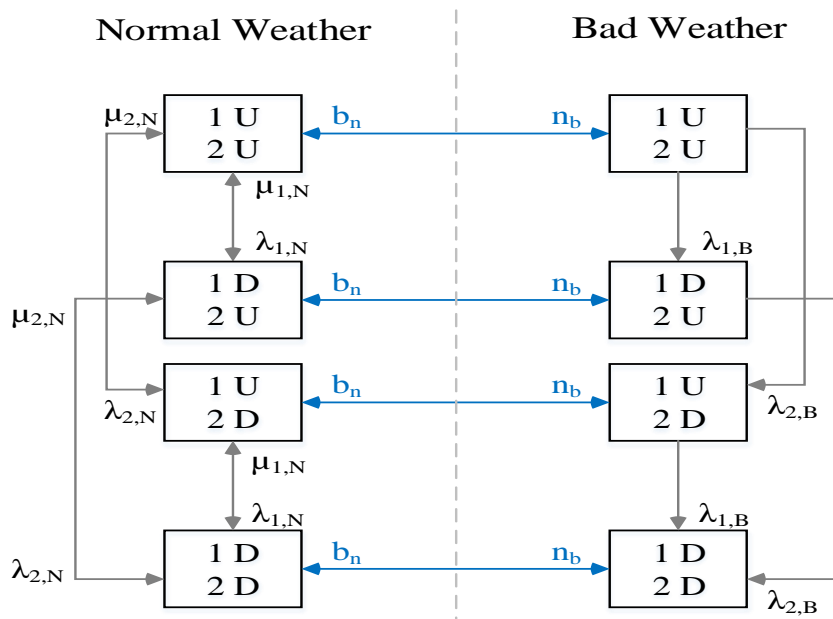 Normal Weather
Bad Weather
μ2,N
1 U
2 U
bn
nb
1 U
2 U
μ1,N
λ1,N
λ1,B
μ2,N
1 D
2 U
bn
nb
1 D
2 U
λ2,N
1 U
2 D
bn
nb
1 U
2 D
λ2,B
μ1,N
λ1,N
λ1,B
λ2,N
1 D
2 D
bn
nb
1 D
2 D
λ2,B